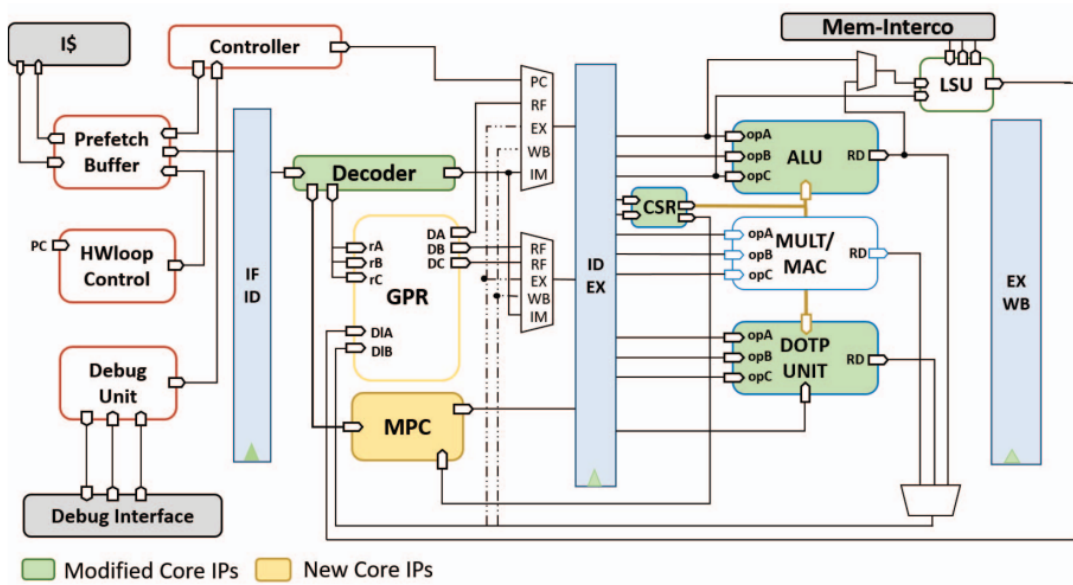 I$
Controller
Mem-Interco
LSU
Prefetch
Buffer
PC
RF
EX
WB
IM
opA
opB
opC
ALU
RD
Decoder
CSR
HWloop
Control
PC
IF
ID
rA
rB
rC
GPR
DA
DB
DC
DIA
DIB
RF
RF
EX
WB
IM
ID
EX
opA
opB
opC
MULT/
MAC
RD
EX
WB
Debug
Unit
MPC
opA
opB
opC
DOTP
UNIT
RD
Debug Interface
Modified Core IPs
New Core IPs